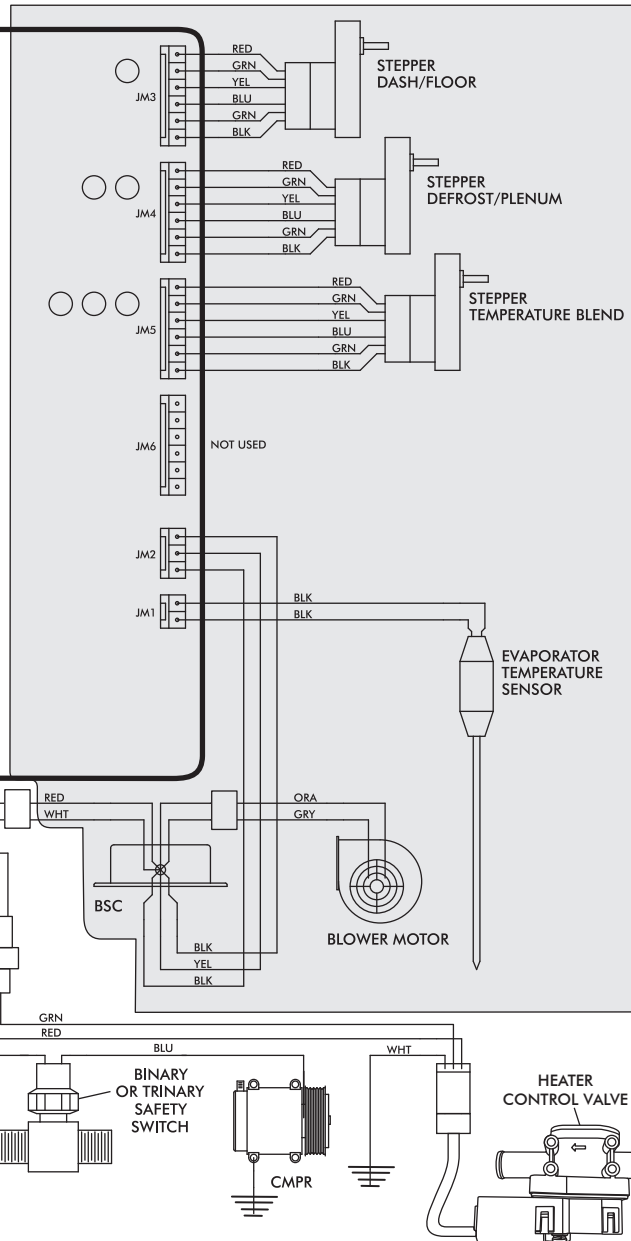 RED
GRN
YEL
BLU
GRN
BLK
JM3
STEPPER
DASH/FLOOR
RED
GRN
YEL
BLU
GRN
BLK
JM4
STEPPER
DEFROST/PLENUM
RED
GRN
YEL
BLU
GRN
BLK
JM5
STEPPER
TEMPERATURE BLEND
JM6
NOT USED
JM2
JM1
BLK
BLK
EVAPORATOR
TEMPERATURE
SENSOR
RED
WHT
ORA
GRY
BSC
BLOWER MOTOR
BLK
YEL
BLK
GRN
RED
BLU
WHT
BINARY
OR TRINARY
SAFETY
SWITCH
CMPR
HEATER
CONTROL VALVE